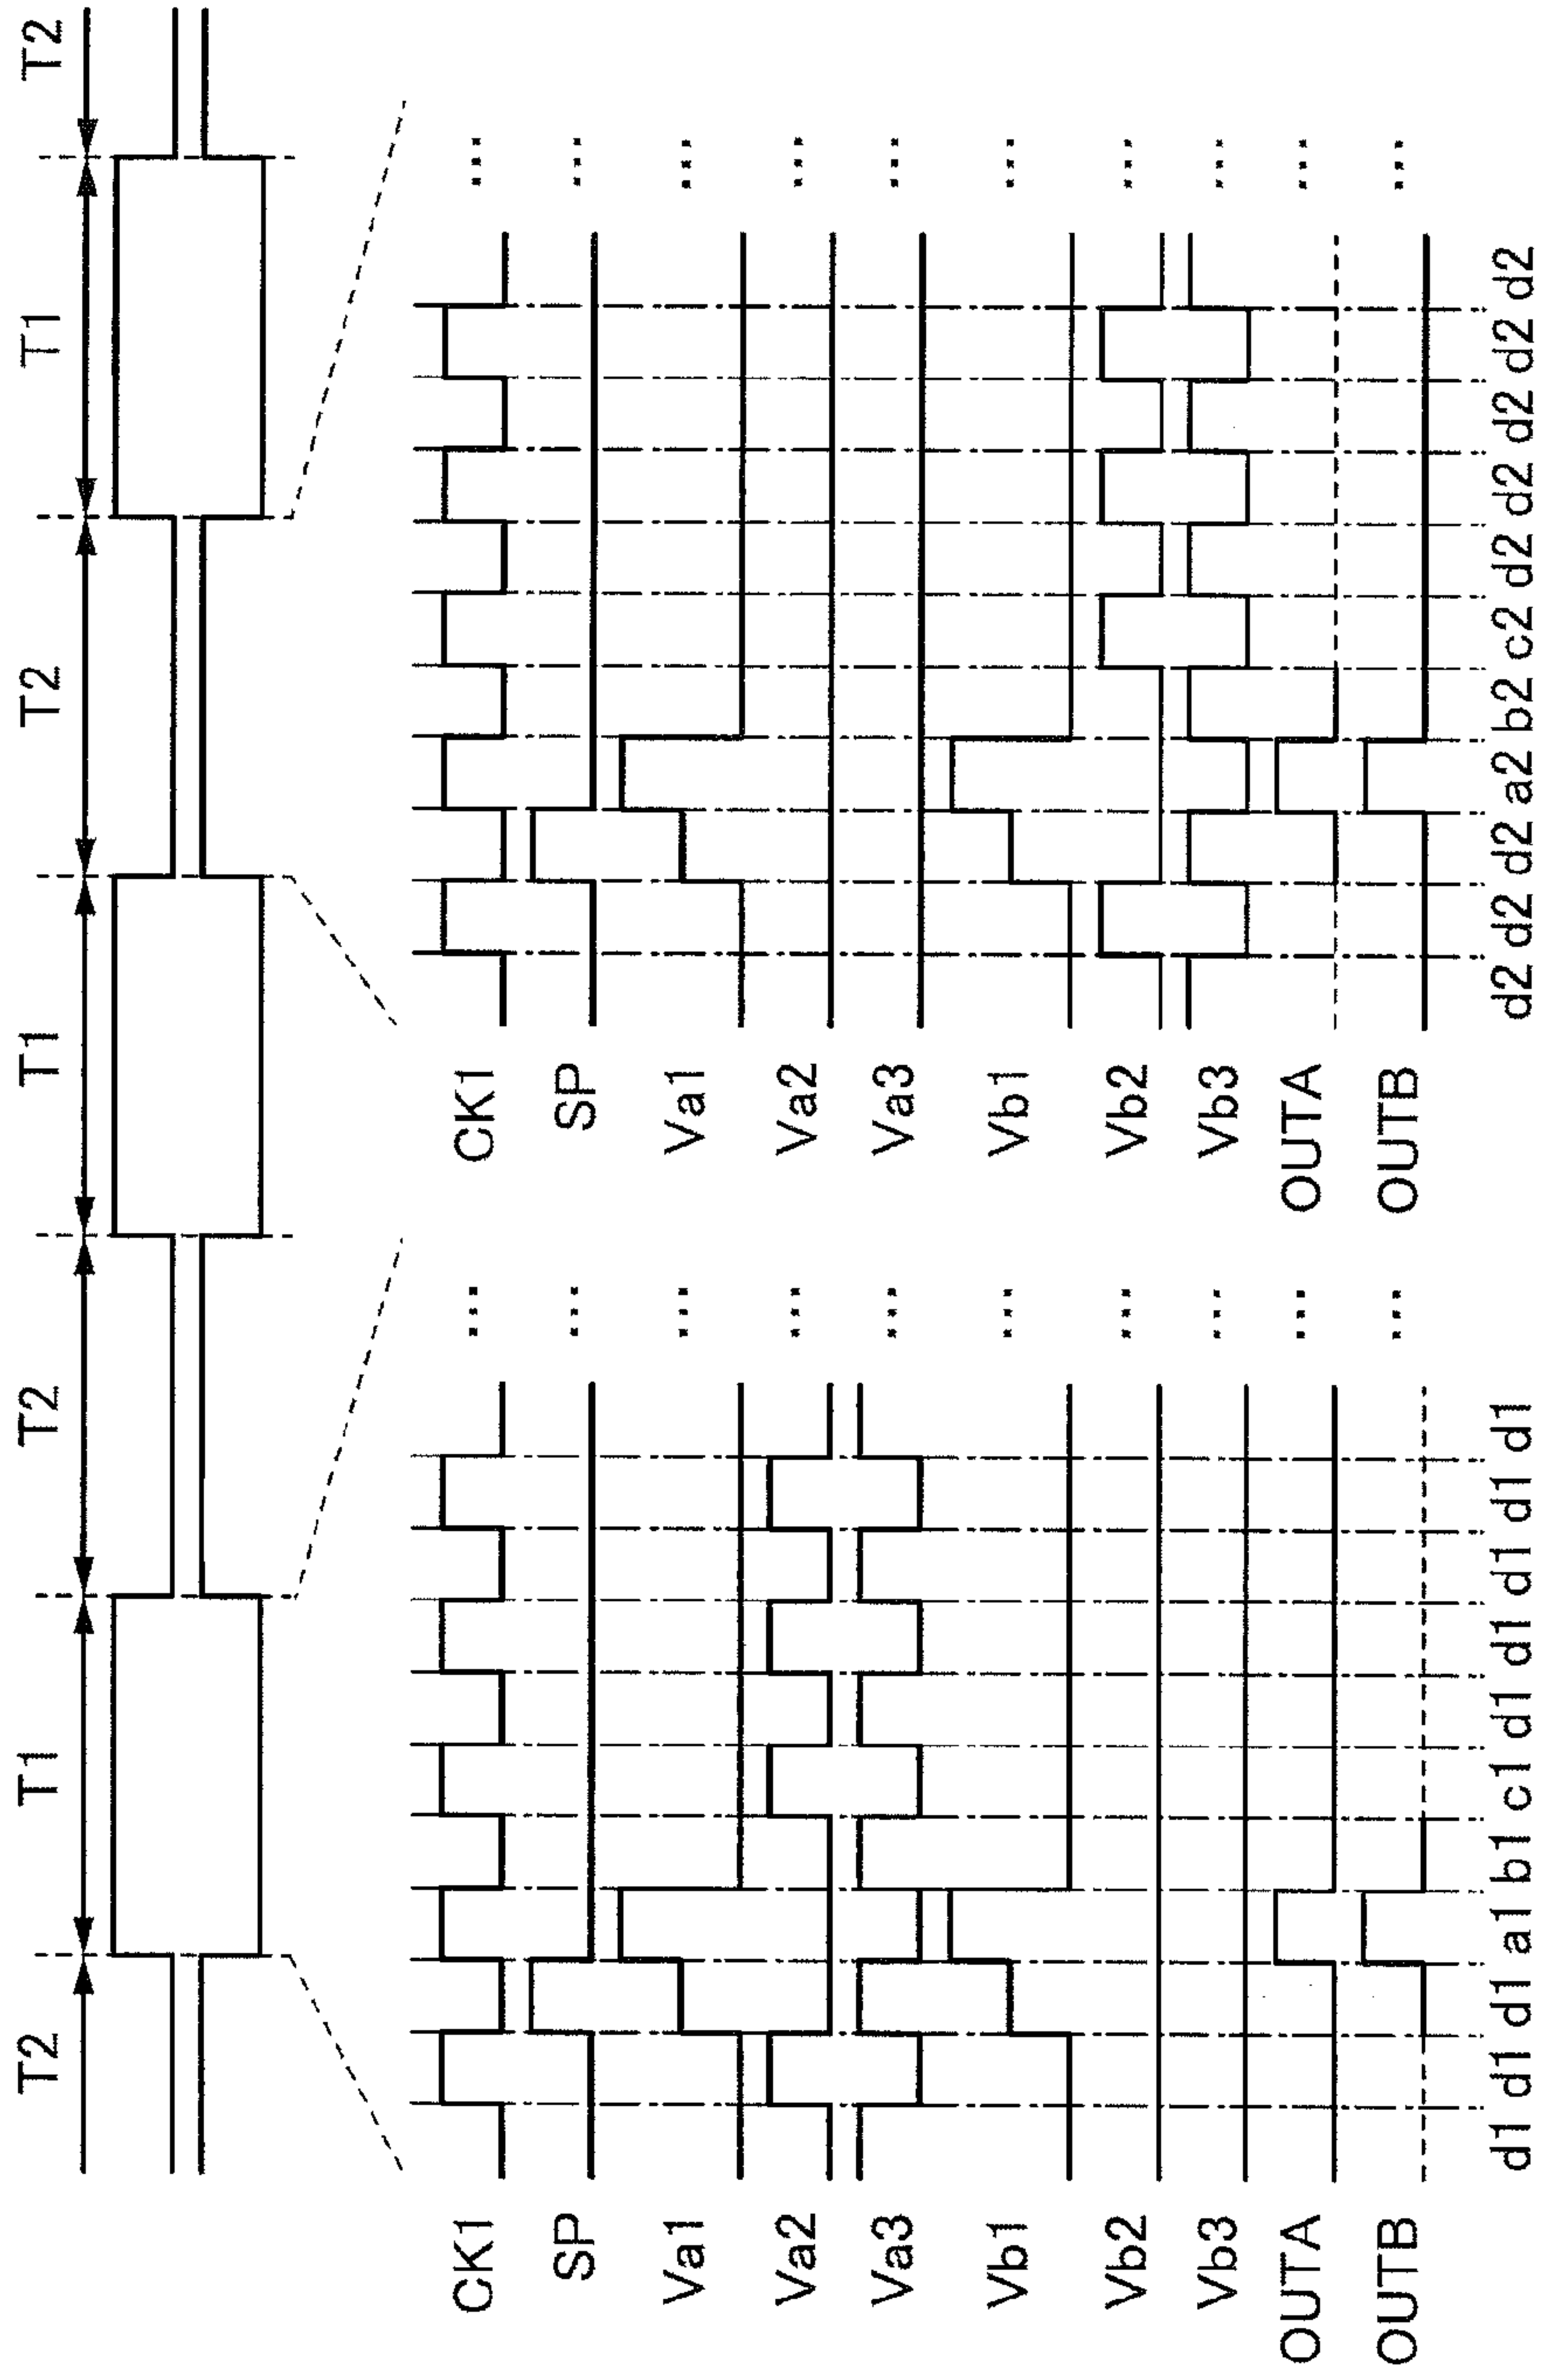 T2 T1 T2 T1 T2 T1 T2
CK1 ... CK1 ...
SP ... SP ...
Va1 ... Va1 ...
Va2 ... Va2 ...
Va3 ... Va3 ...
Vb1 ... Vb1 ...
Vb2 ... Vb2 ...
Vb3 ... Vb3 ...
OUTA ... OUTA ...
OUTB ... OUTB ...
d1 d1 d1 a1 b1 c1 d1 d1 d1 d1 d1 d2 d2 d2 a2 b2 c2 d2 d2 d2 d2 d2